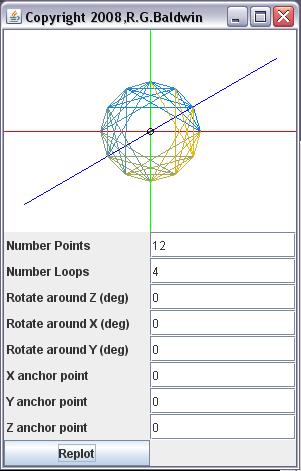 Copyright 2008,R.G.Baldwin
Number Points 12
Number Loops 4
Rotate around Z (deg) 0
Rotate around X (deg) 0
Rotate around Y (deg) 0
X anchor point 0
Y anchor point 0
Z anchor point 0
Replot